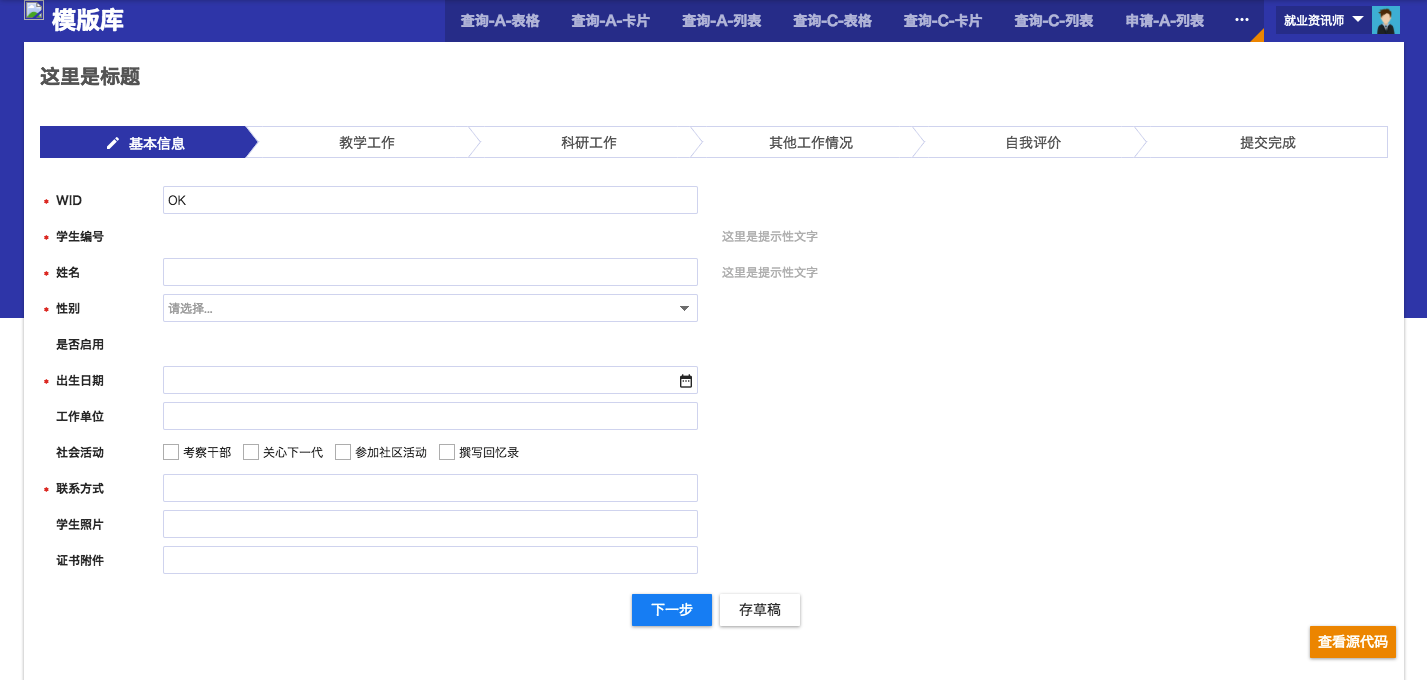 模版库 查询-A-表格 查询-A-卡片 查询-A-列表 查询-C-表格 查询-C-卡片 查询-C-列表 申请-A-列表 ··· 就业资讯师
这里是标题
基本信息 教学工作 科研工作 其他工作情况 自我评价 提交完成
* WID OK
* 学生编号 这里是提示性文字
* 姓名 这里是提示性文字
* 性别 请选择...
是否启用
* 出生日期
工作单位
社会活动 考察干部 关心下一代 参加社区活动 撰写回忆录
* 联系方式
学生照片
证书附件
下一步 存草稿
查看源代码